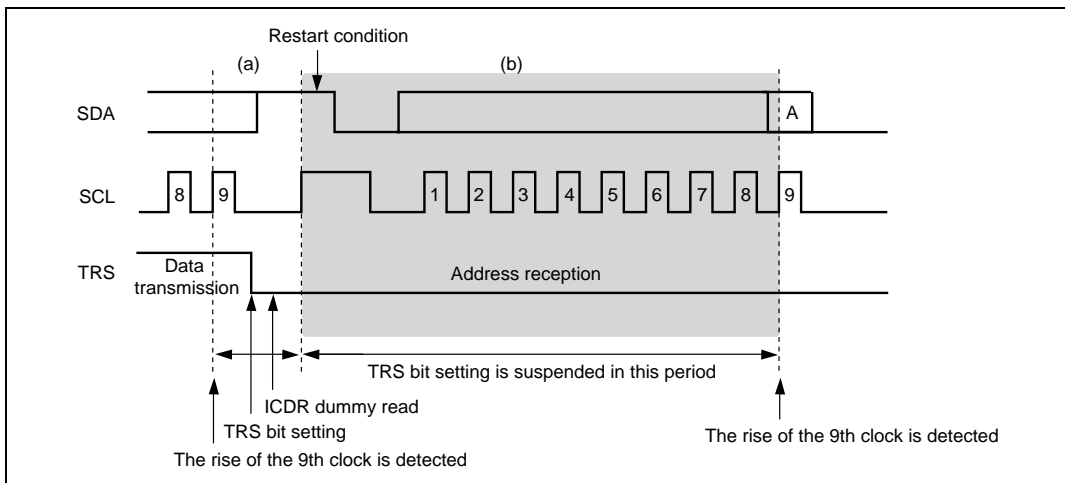 Restart condition
(a)
(b)
SDA
A
SCL
8
9
1
2
3
4
5
6
7
8
9
TRS
Data
transmission
Address reception
TRS bit setting is suspended in this period
ICDR dummy read
TRS bit setting
The rise of the 9th clock is detected
The rise of the 9th clock is detected